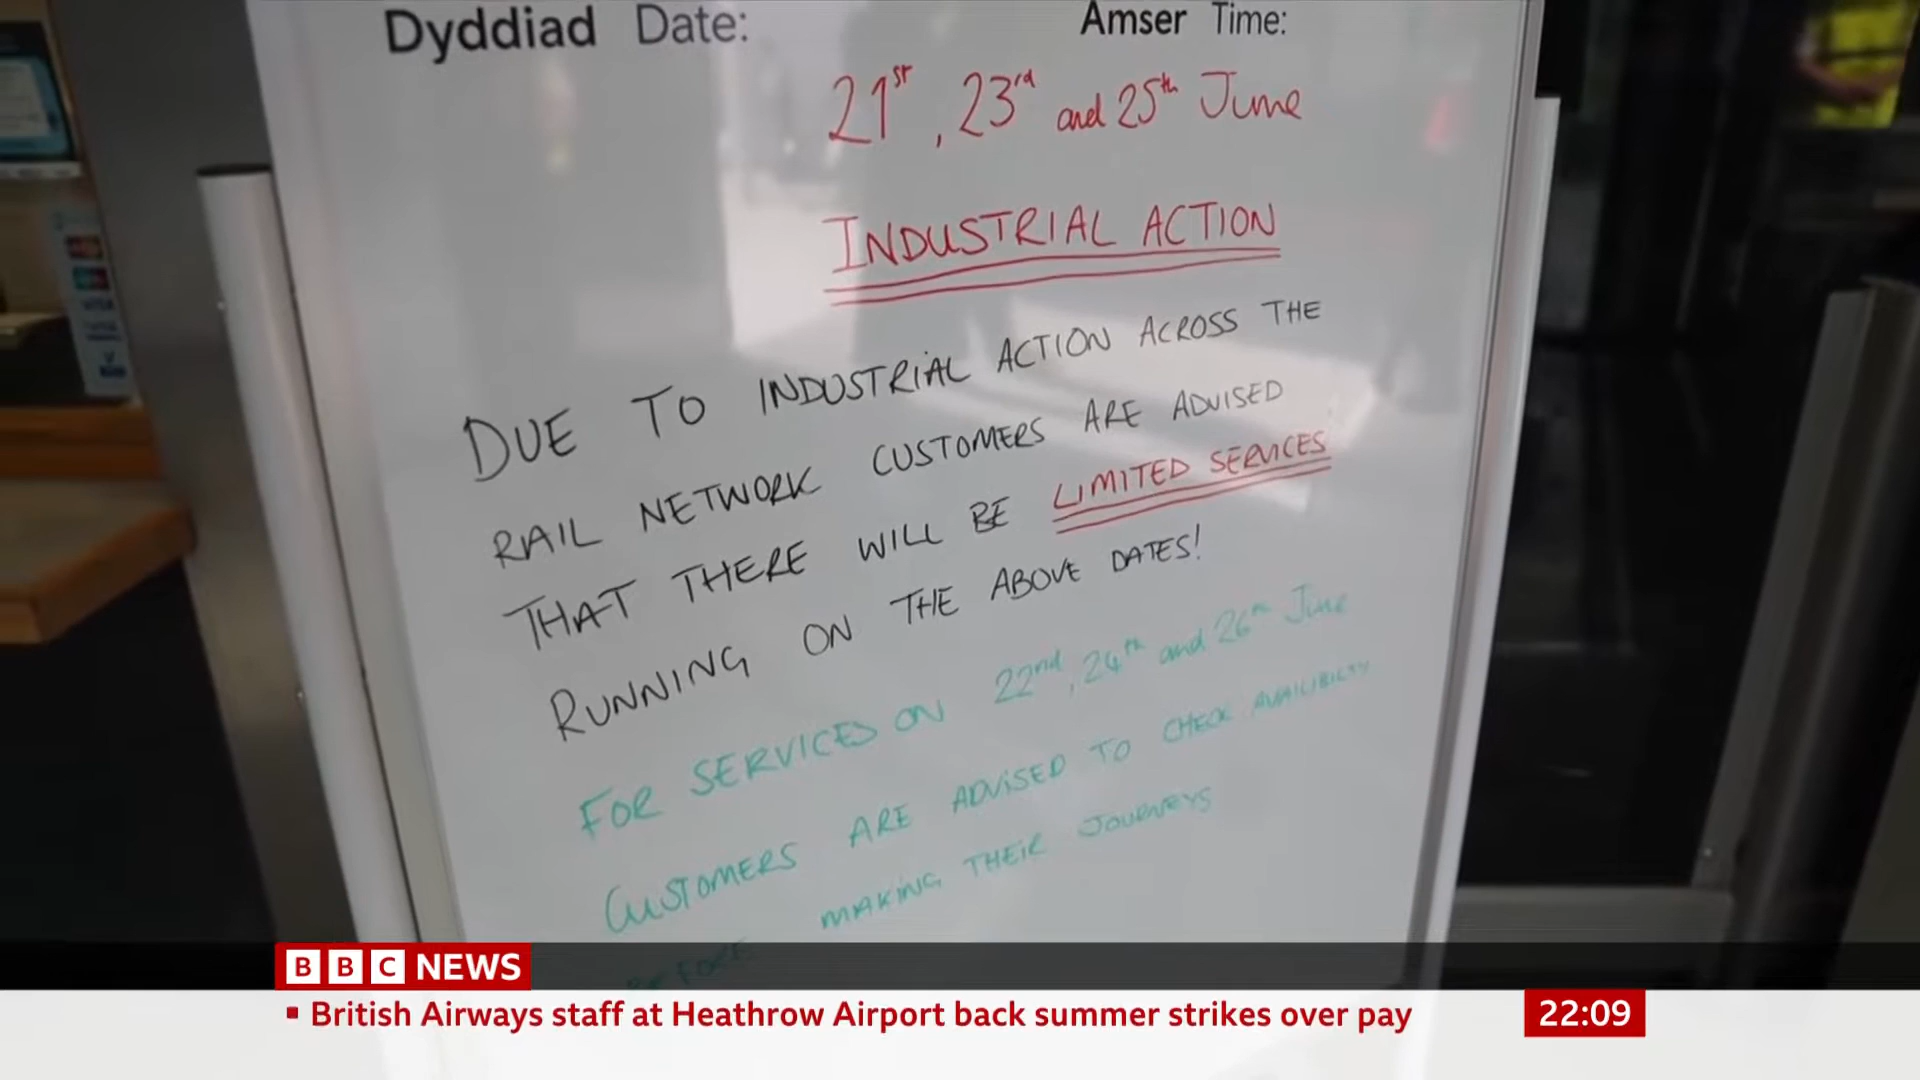 Dyddiad Date: Amser Time:
21st, 23rd and 25th June
INDUSTRIAL ACTION
DUE TO INDUSTRIAL ACTION ACROSS THE
RAIL NETWORK CUSTOMERS ARE ADVISED
THAT THERE WILL BE LIMITED SERVICES
RUNNING ON THE ABOVE DATES!
FOR SERVICES ON 22nd, 24th and 26th June
CUSTOMERS ARE ADVISED TO CHECK AVAILIBILTY
BEFORE MAKING THEIR JOURNEYS
VISA
BBC NEWS
British Airways staff at Heathrow Airport back summer strikes over pay
22:09